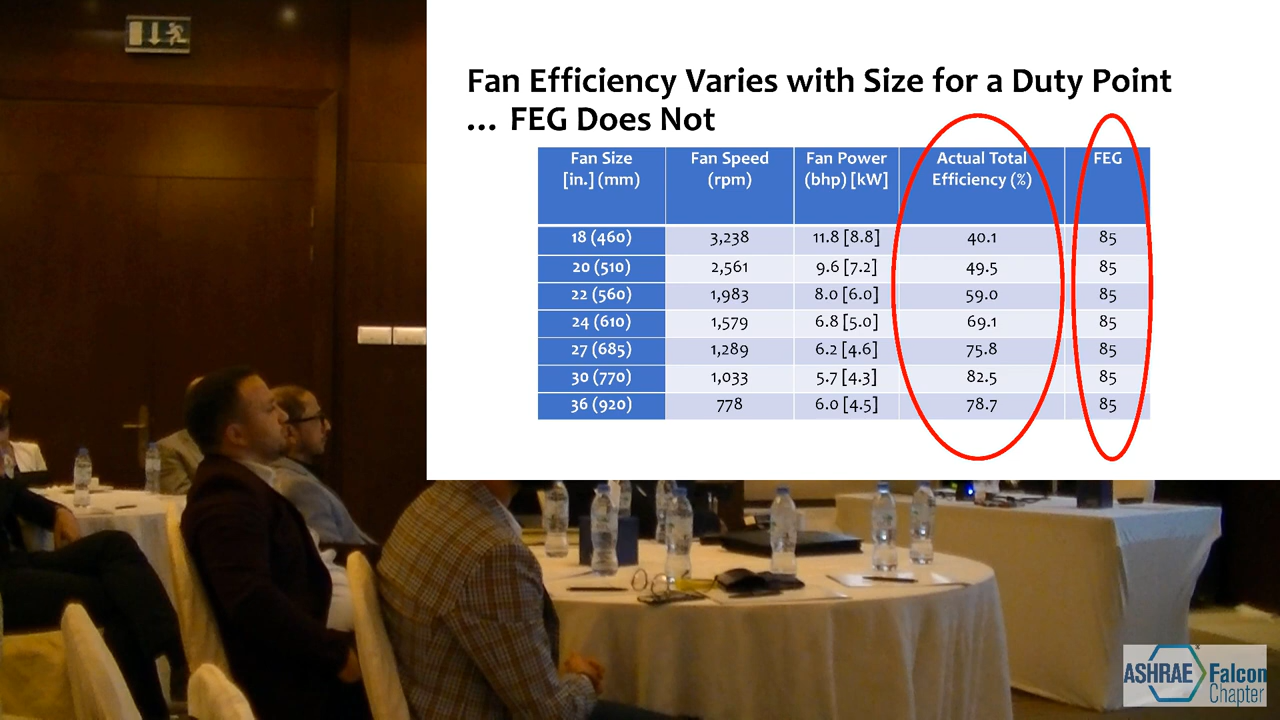 Fan Efficiency Varies with Size for a Duty Point
... FEG Does Not
Fan Size [in.] (mm) Fan Speed (rpm) Fan Power (bhp) [kW] Actual Total Efficiency (%) FEG
18 (460) 3,238 11.8 [8.8] 40.1 85
20 (510) 2,561 9.6 [7.2] 49.5 85
22 (560) 1,983 8.0 [6.0] 59.0 85
24 (610) 1,579 6.8 [5.0] 69.1 85
27 (685) 1,289 6.2 [4.6] 75.8 85
30 (770) 1,033 5.7 [4.3] 82.5 85
36 (920) 778 6.0 [4.5] 78.7 85
ASHRAE Falcon
Chapter